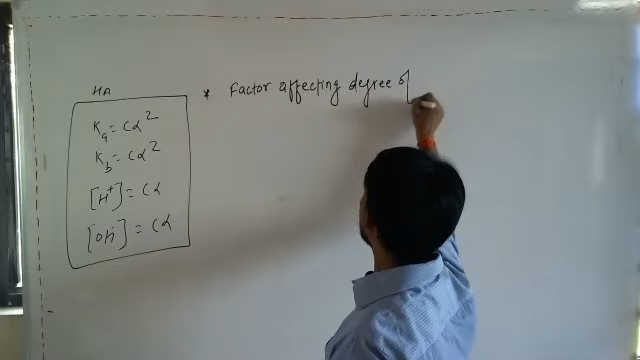 HA
Ka = Cα²
Kb = Cα²
[H⁺] = Cα
[OH⁻] = Cα
* Factor affecting degree of